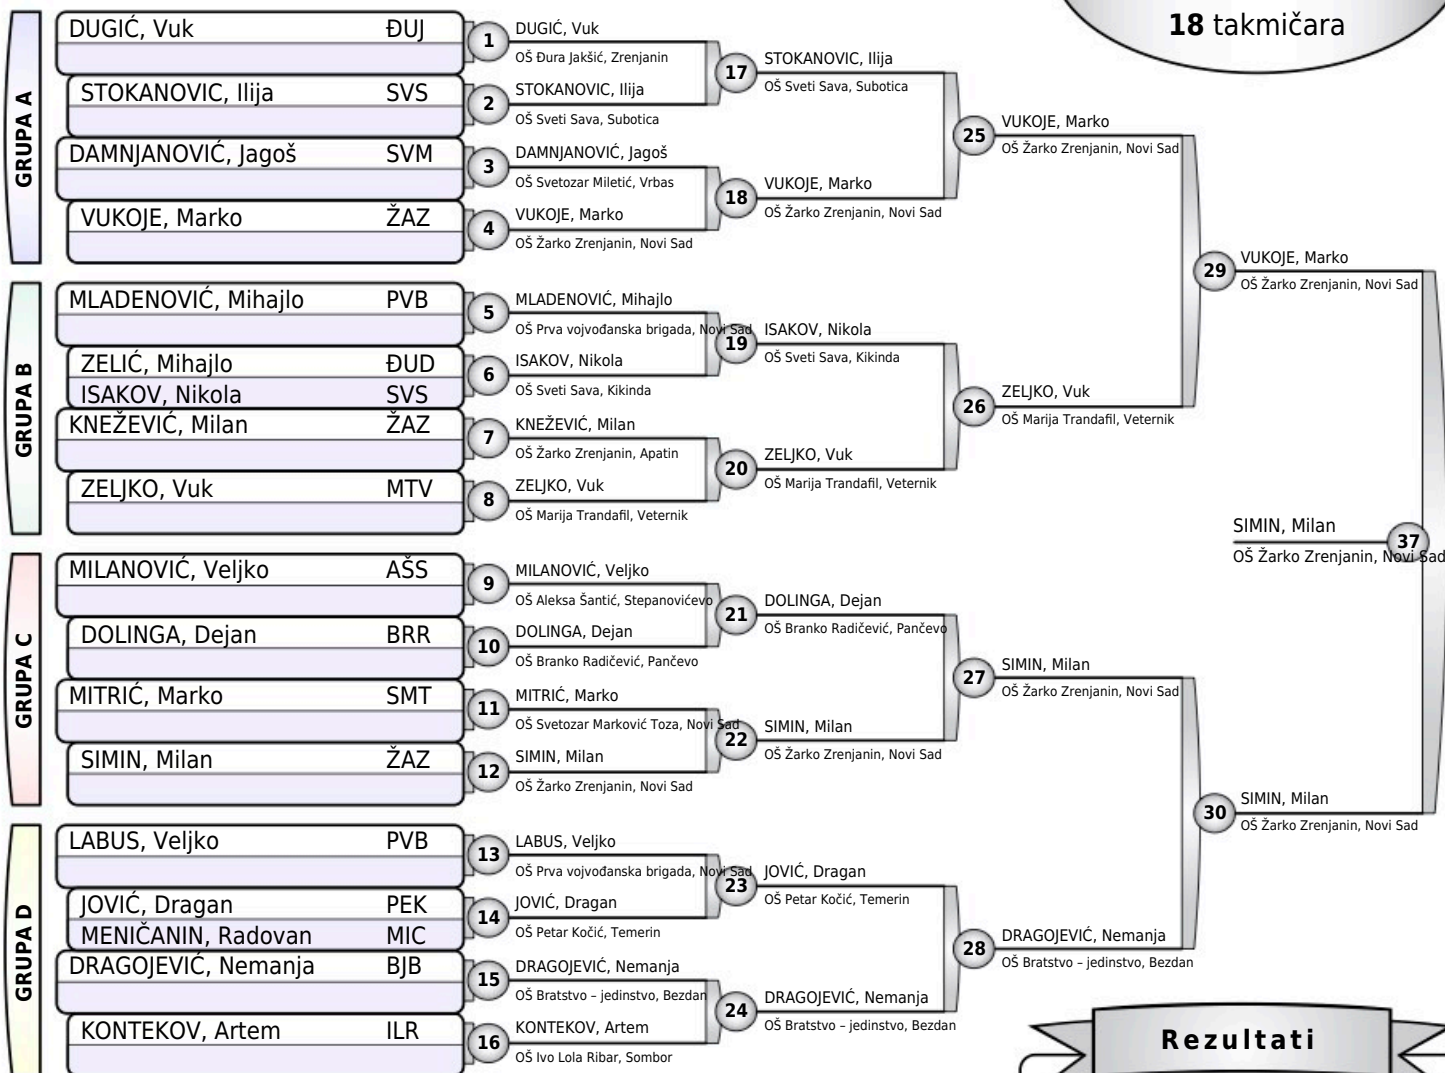 18 takmičara
GRUPA A
DUGIĆ, Vuk ĐUJ
STOKANOVIC, Ilija SVS
DAMNJANOVIĆ, Jagoš SVM
VUKOJE, Marko ŽAZ
GRUPA B
MLADENOVIĆ, Mihajlo PVB
ZELIĆ, Mihajlo ĐUD
ISAKOV, Nikola SVS
KNEŽEVIĆ, Milan ŽAZ
ZELJKO, Vuk MTV
GRUPA C
MILANOVIĆ, Veljko AŠS
DOLINGA, Dejan BRR
MITRIĆ, Marko SMT
SIMIN, Milan ŽAZ
GRUPA D
LABUS, Veljko PVB
JOVIĆ, Dragan PEK
MENIČANIN, Radovan MIC
DRAGOJEVIĆ, Nemanja BJB
KONTEKOV, Artem ILR
1 DUGIĆ, Vuk
OŠ Đura Jakšić, Zrenjanin
2 STOKANOVIC, Ilija
OŠ Sveti Sava, Subotica
3 DAMNJANOVIĆ, Jagoš
OŠ Svetozar Miletić, Vrbas
4 VUKOJE, Marko
OŠ Žarko Zrenjanin, Novi Sad
5 MLADENOVIĆ, Mihajlo
OŠ Prva vojvođanska brigada, Novi Sad
6 ISAKOV, Nikola
OŠ Sveti Sava, Kikinda
7 KNEŽEVIĆ, Milan
OŠ Žarko Zrenjanin, Apatin
8 ZELJKO, Vuk
OŠ Marija Trandafil, Veternik
9 MILANOVIĆ, Veljko
OŠ Aleksa Šantić, Stepanovićevo
10 DOLINGA, Dejan
OŠ Branko Radičević, Pančevo
11 MITRIĆ, Marko
OŠ Svetozar Marković Toza, Novi Sad
12 SIMIN, Milan
OŠ Žarko Zrenjanin, Novi Sad
13 LABUS, Veljko
OŠ Prva vojvođanska brigada, Novi Sad
14 JOVIĆ, Dragan
OŠ Petar Kočić, Temerin
15 DRAGOJEVIĆ, Nemanja
OŠ Bratstvo – jedinstvo, Bezdan
16 KONTEKOV, Artem
OŠ Ivo Lola Ribar, Sombor
17 STOKANOVIC, Ilija
OŠ Sveti Sava, Subotica
18 VUKOJE, Marko
OŠ Žarko Zrenjanin, Novi Sad
19 ISAKOV, Nikola
OŠ Sveti Sava, Kikinda
20 ZELJKO, Vuk
OŠ Marija Trandafil, Veternik
21 DOLINGA, Dejan
OŠ Branko Radičević, Pančevo
22 SIMIN, Milan
OŠ Žarko Zrenjanin, Novi Sad
23 JOVIĆ, Dragan
OŠ Petar Kočić, Temerin
24 DRAGOJEVIĆ, Nemanja
OŠ Bratstvo – jedinstvo, Bezdan
25 VUKOJE, Marko
OŠ Žarko Zrenjanin, Novi Sad
26 ZELJKO, Vuk
OŠ Marija Trandafil, Veternik
27 SIMIN, Milan
OŠ Žarko Zrenjanin, Novi Sad
28 DRAGOJEVIĆ, Nemanja
OŠ Bratstvo – jedinstvo, Bezdan
29 VUKOJE, Marko
OŠ Žarko Zrenjanin, Novi Sad
30 SIMIN, Milan
OŠ Žarko Zrenjanin, Novi Sad
SIMIN, Milan 37
OŠ Žarko Zrenjanin, Novi Sad
Rezultati